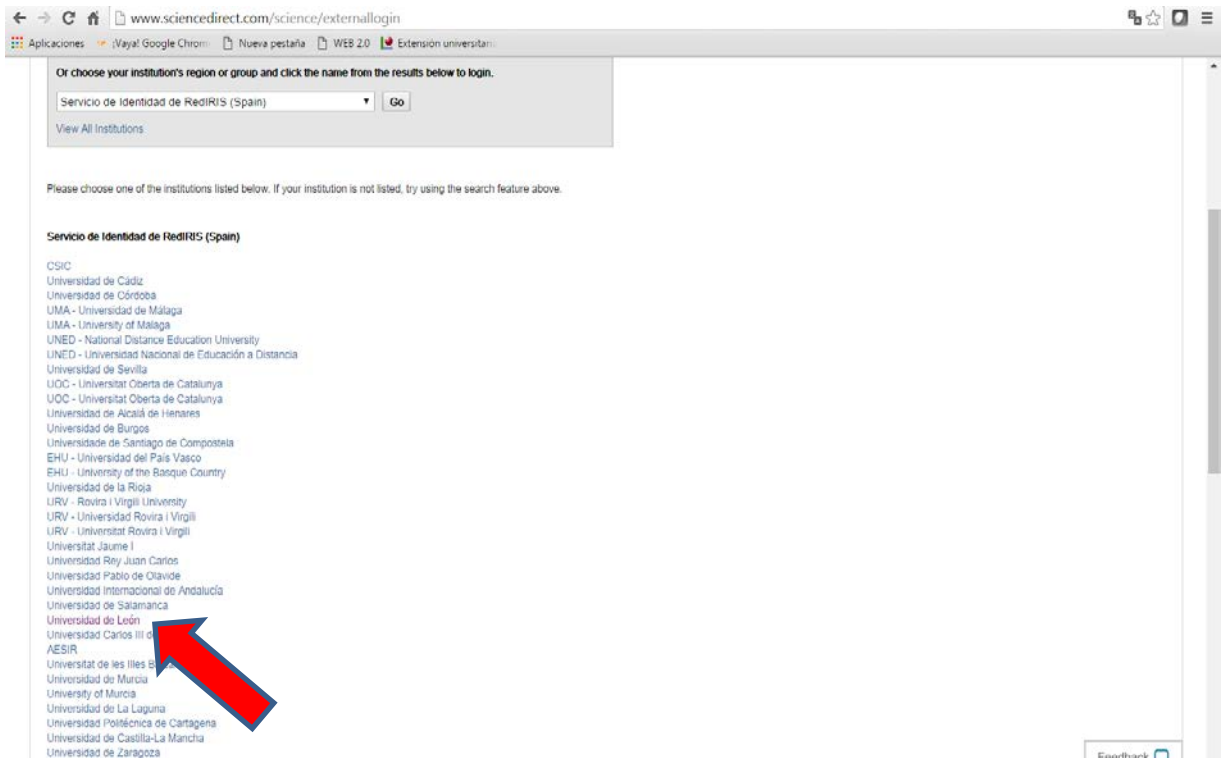 www.sciencedirect.com/science/externallogin
Aplicaciones ¡Vaya! Google Chrom Nueva pestaña WEB 2.0 Extensión universitari
Or choose your institution's region or group and click the name from the results below to login.
Servicio de Identidad de RedIRIS (Spain) Go
View All Institutions
Please choose one of the institutions listed below. If your institution is not listed, try using the search feature above.
Servicio de Identidad de RedIRIS (Spain)
CSIC
Universidad de Cádiz
Universidad de Córdoba
UMA - Universidad de Málaga
UMA - University of Malaga
UNED - National Distance Education University
UNED - Universidad Nacional de Educación a Distancia
Universidad de Sevilla
UOC - Universitat Oberta de Catalunya
UOC - Universitat Oberta de Catalunya
Universidad de Alcalá de Henares
Universidad de Burgos
Universidade de Santiago de Compostela
EHU - Universidad del País Vasco
EHU - University of the Basque Country
Universidad de la Rioja
URV - Rovira i Virgili University
URV - Universidad Rovira i Virgili
URV - Universitat Rovira i Virgili
Universitat Jaume I
Universidad Rey Juan Carlos
Universidad Pablo de Olavide
Universidad Internacional de Andalucía
Universidad de Salamanca
Universidad de León
Universidad Carlos III
AESIR
Universitat de les Illes
Universidad de Murcia
University of Murcia
Universidad de La Laguna
Universidad Politécnica de Cartagena
Universidad de Castilla-La Mancha
Universidad de Zaragoza
Feedback